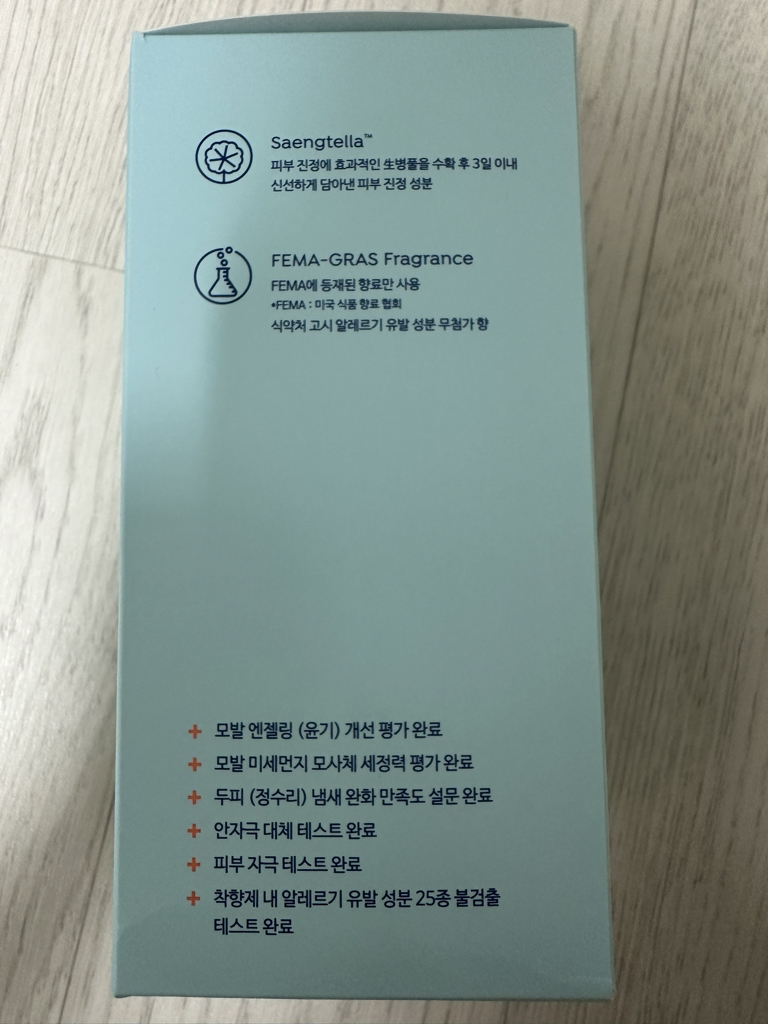 Saengtella™
피부 진정에 효과적인 生병풀을 수확 후 3일 이내
신선하게 담아낸 피부 진정 성분
FEMA-GRAS Fragrance
FEMA에 등재된 향료만 사용
*FEMA : 미국 식품 향료 협회
식약처 고시 알레르기 유발 성분 무첨가 향
+ 모발 엔젤링 (윤기) 개선 평가 완료
+ 모발 미세먼지 모사체 세정력 평가 완료
+ 두피 (정수리) 냄새 완화 만족도 설문 완료
+ 안자극 대체 테스트 완료
+ 피부 자극 테스트 완료
+ 착향제 내 알레르기 유발 성분 25종 불검출
테스트 완료